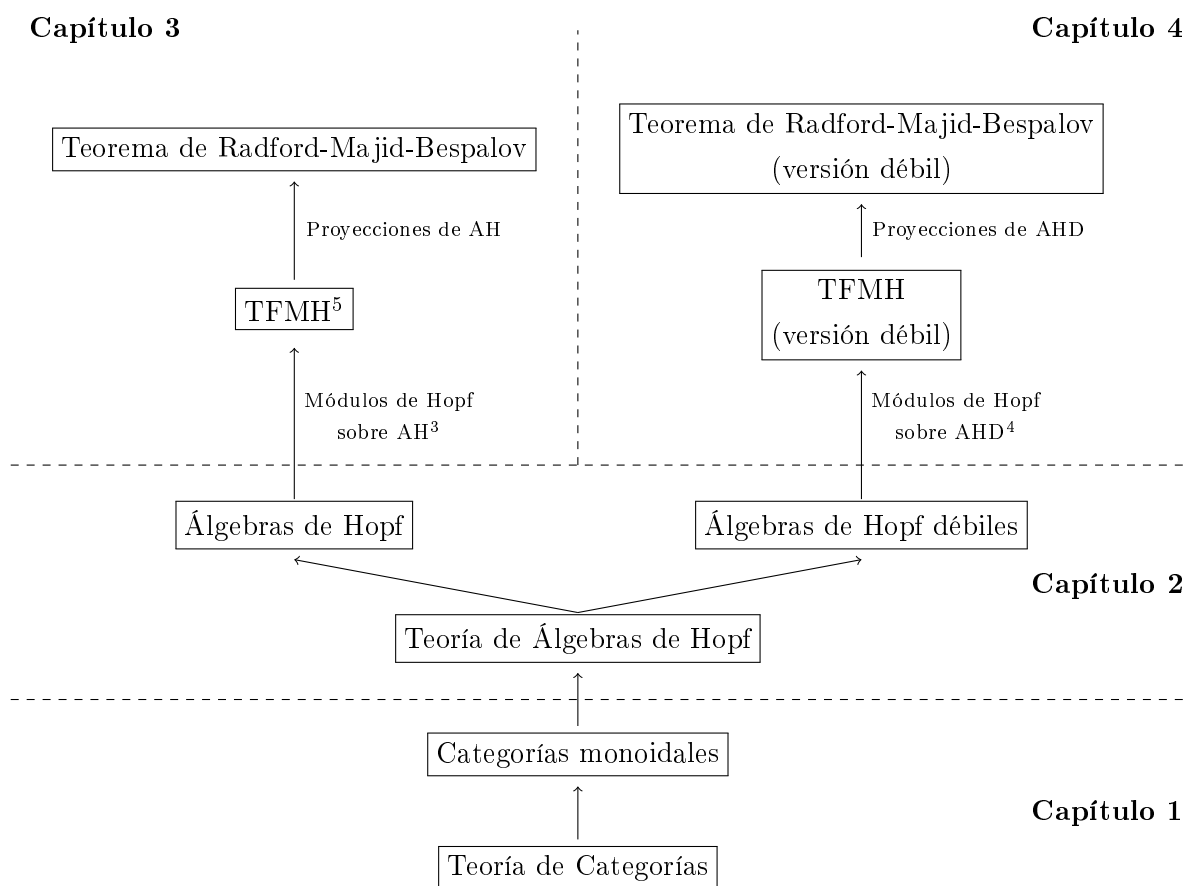 Capítulo 3
Capítulo 4
Teorema de Radford-Majid-Bespalov
Teorema de Radford-Majid-Bespalov
(versión débil)
Proyecciones de AH
Proyecciones de AHD
TFMH⁵
TFMH
(versión débil)
Módulos de Hopf
sobre AH³
Módulos de Hopf
sobre AHD⁴
Álgebras de Hopf
Álgebras de Hopf débiles
Capítulo 2
Teoría de Álgebras de Hopf
Categorías monoidales
Capítulo 1
Teoría de Categorías